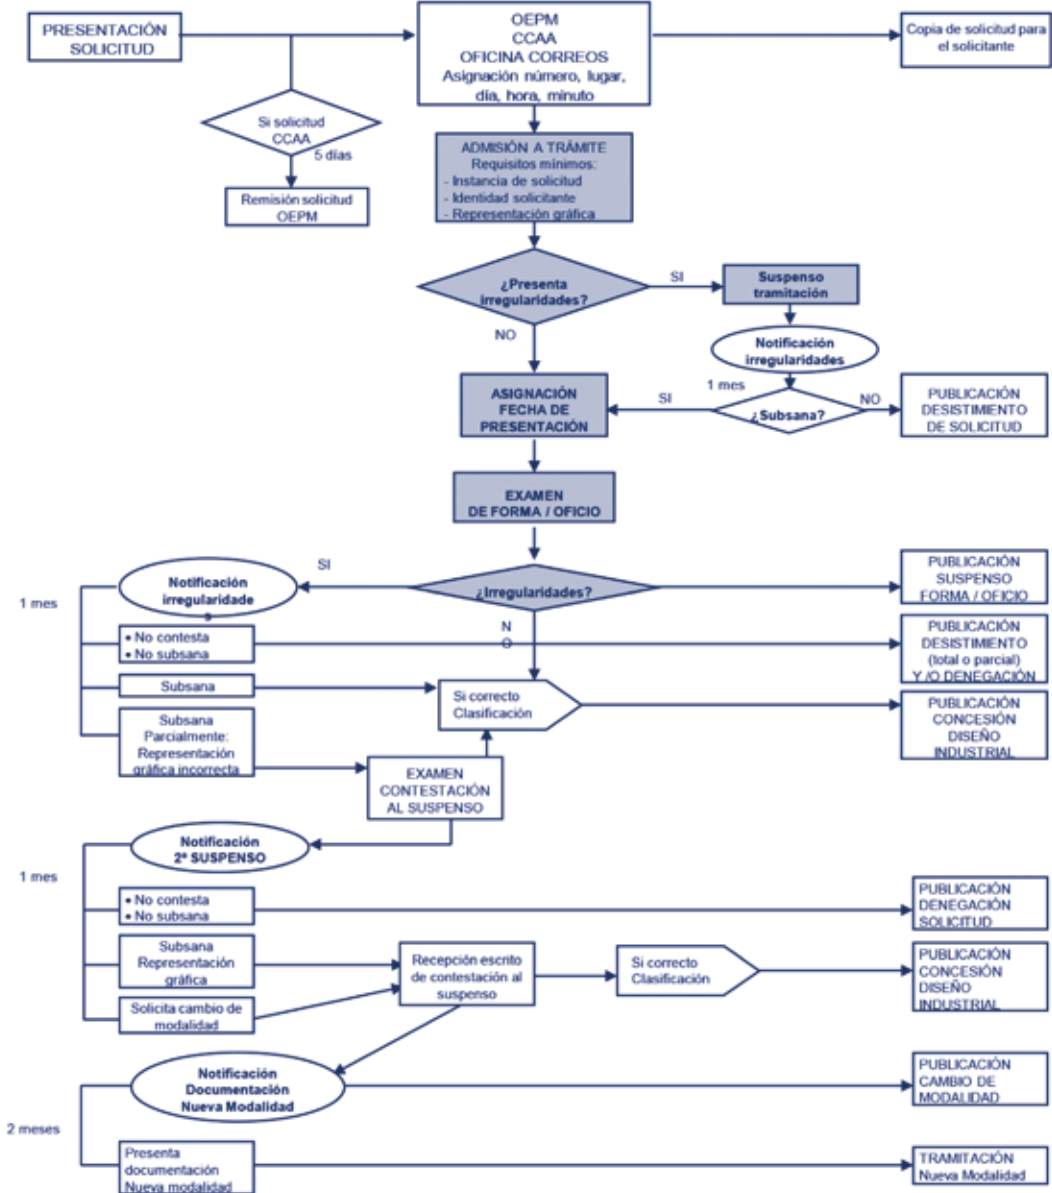 PRESENTACIÓN
SOLICITUD
OEPM
CCAA
OFICINA CORREOS
Asignación número, lugar,
día, hora, minuto
Copia de solicitud para
el solicitante
Si solicitud
CCAA
5 días
Remisión solicitud
OEPM
ADMISIÓN A TRÁMITE
Requisitos mínimos:
- Instancia de solicitud
- Identidad solicitante
- Representación gráfica
¿Presenta
irregularidades?
SI
Suspenso
tramitación
NO
Notificación
irregularidades
1 mes
¿Subsana?
SI
NO
PUBLICACIÓN
DESISTIMIENTO
DE SOLICITUD
ASIGNACIÓN
FECHA DE
PRESENTACIÓN
EXAMEN
DE FORMA / OFICIO
¿Irregularidades?
SI
N
O
PUBLICACIÓN
SUSPENSO
FORMA / OFICIO
1 mes
Notificación
irregularidade
s
• No contesta
• No subsana
PUBLICACIÓN
DESISTIMIENTO
(total o parcial)
Y /O DENEGACIÓN
Subsana
Si correcto
Clasificación
PUBLICACIÓN
CONCESIÓN
DISEÑO
INDUSTRIAL
Subsana
Parcialmente:
Representación
gráfica incorrecta
EXAMEN
CONTESTACIÓN
AL SUSPENSO
1 mes
Notificación
2ª SUSPENSO
• No contesta
• No subsana
PUBLICACIÓN
DENEGACIÓN
SOLICITUD
Subsana
Representación
gráfica
Recepción escrito
de contestación al
suspenso
Si correcto
Clasificación
PUBLICACIÓN
CONCESIÓN
DISEÑO
INDUSTRIAL
Solicita cambio de
modalidad
Notificación
Documentación
Nueva Modalidad
PUBLICACIÓN
CAMBIO DE
MODALIDAD
2 meses
Presenta
documentación
Nueva modalidad
TRAMITACIÓN
Nueva Modalidad